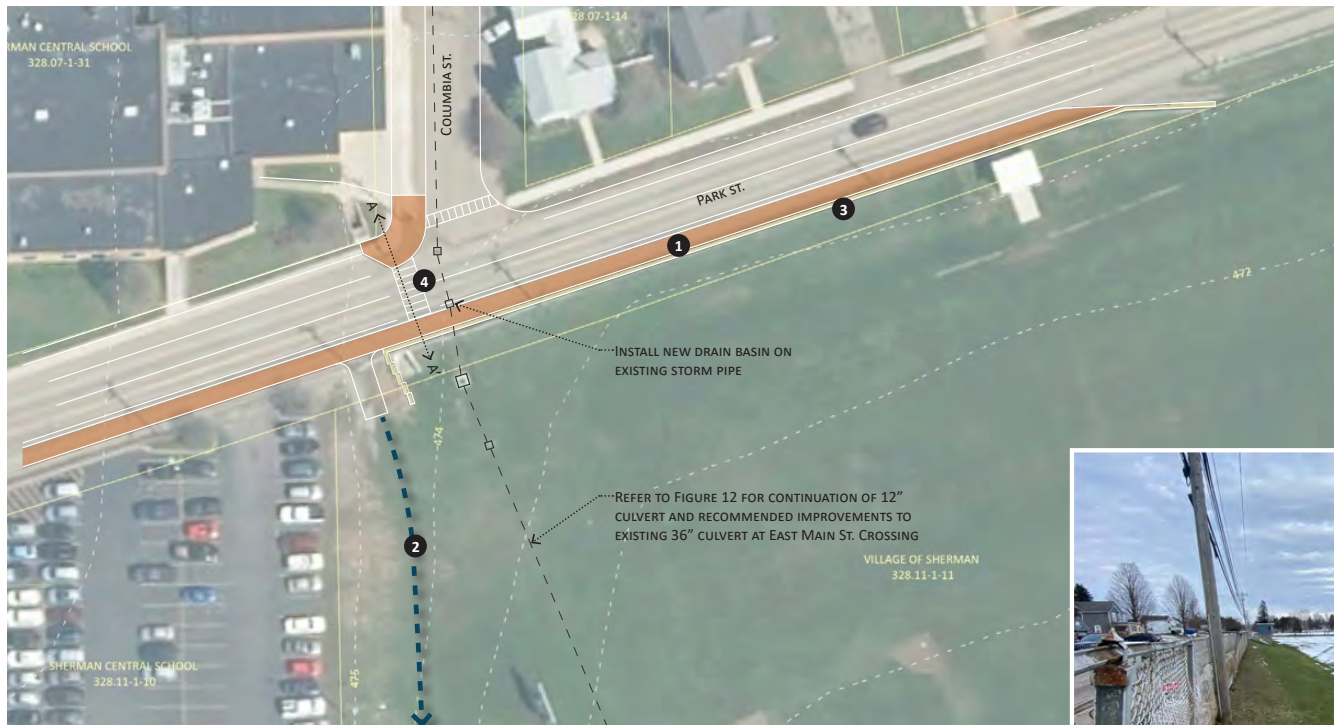 RMAN CENTRAL SCHOOL
328.07-1-31
28.07-1-14
COLUMBIA ST.
PARK ST.
A
A'
1
2
3
4
INSTALL NEW DRAIN BASIN ON
EXISTING STORM PIPE
472
474
475
REFER TO FIGURE 12 FOR CONTINUATION OF 12"
CULVERT AND RECOMMENDED IMPROVEMENTS TO
EXISTING 36" CULVERT AT EAST MAIN ST. CROSSING
VILLAGE OF SHERMAN
328.11-1-11
SHERMAN CENTRAL SCHOOL
328.11-1-10